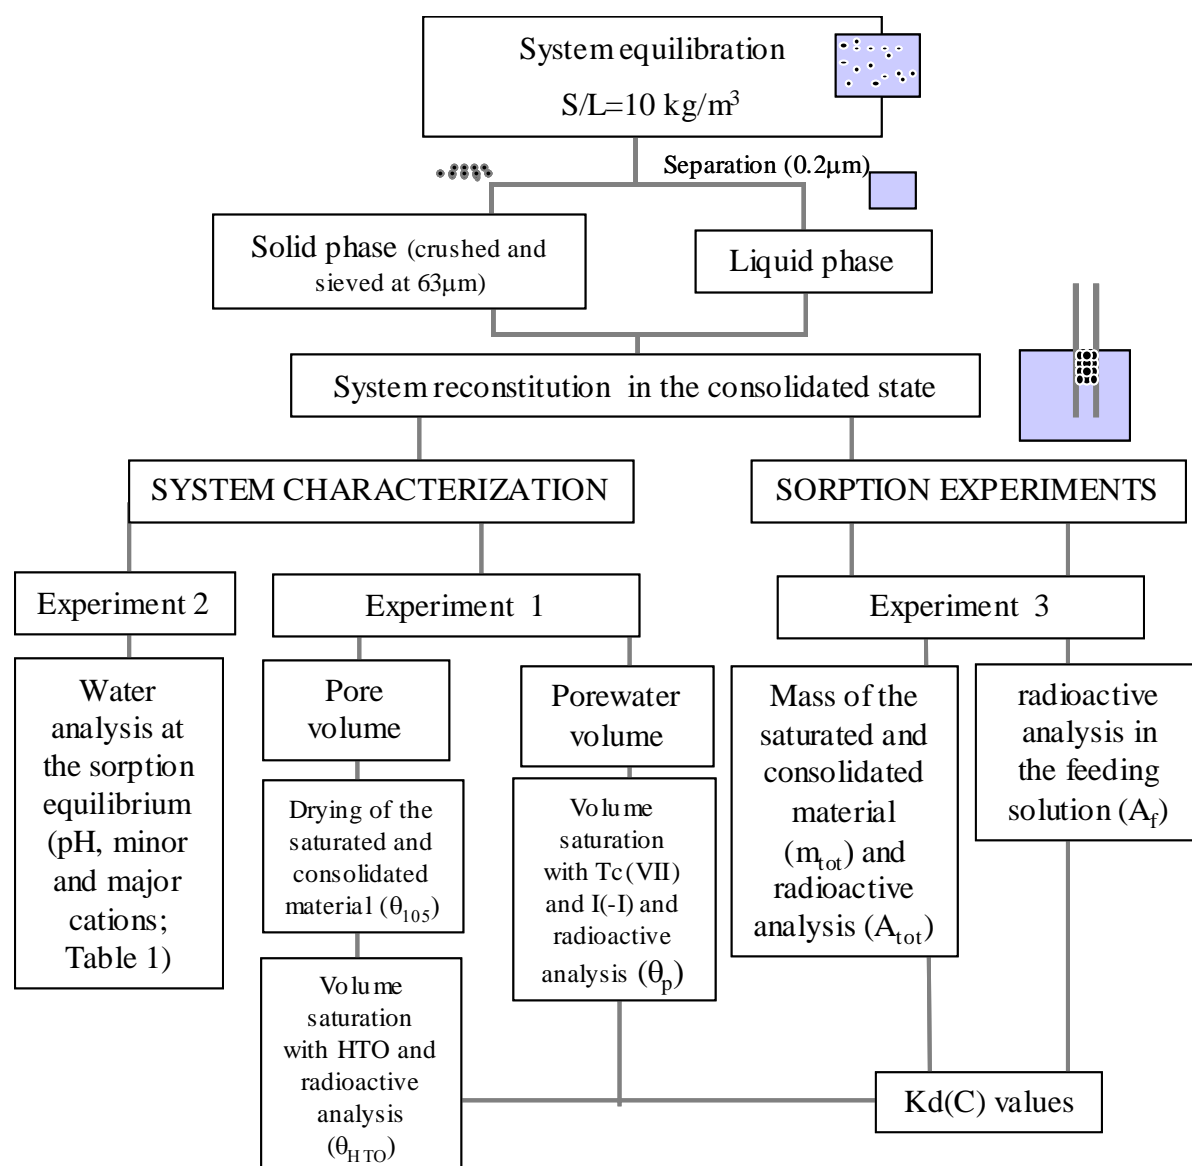 System equilibration
S/L=10 kg/m³
Separation (0.2μm)
Solid phase (crushed and
sieved at 63μm)
Liquid phase
System reconstitution in the consolidated state
SYSTEM CHARACTERIZATION
SORPTION EXPERIMENTS
Experiment 2
Experiment 1
Experiment 3
Water
analysis at
the sorption
equilibrium
(pH, minor
and major
cations;
Table 1)
Pore
volume
Drying of the
saturated and
consolidated
material (θ₁₀₅)
Volume
saturation
with HTO and
radioactive
analysis
(θHTO)
Porewater
volume
Volume
saturation
with Tc(VII)
and I(-I) and
radioactive
analysis (θp)
Mass of the
saturated and
consolidated
material
(mtot) and
radioactive
analysis (Atot)
radioactive
analysis in
the feeding
solution (Af)
Kd(C) values